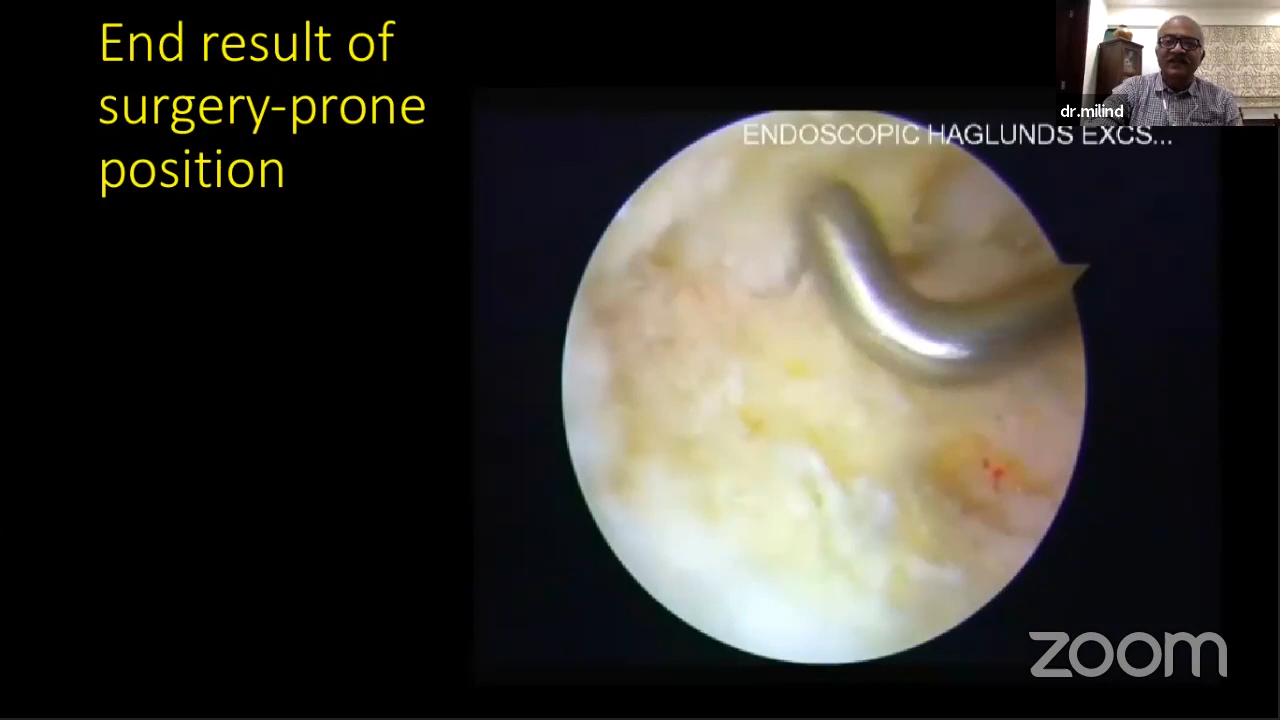 End result of
surgery-prone
position
dr.milind
ENDOSCOPIC HAGLUNDS EXCS...
zoom